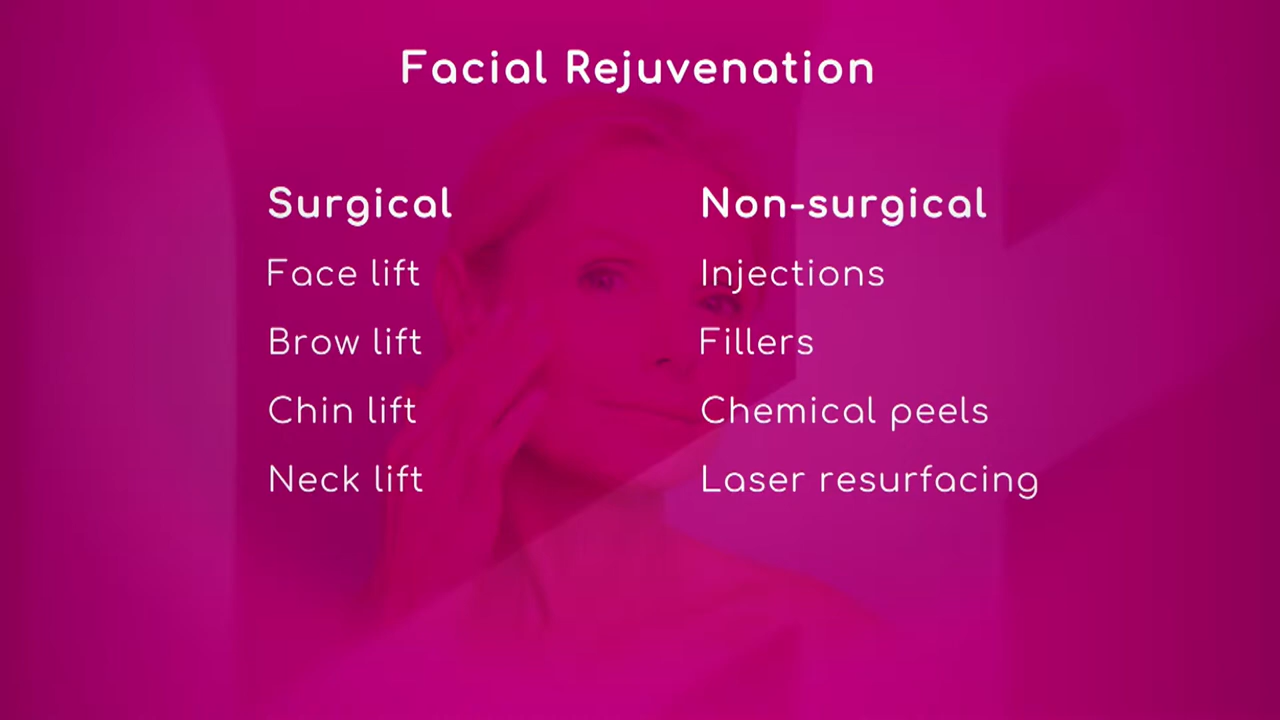 Facial Rejuvenation
Surgical
Face lift
Brow lift
Chin lift
Neck lift
Non-surgical
Injections
Fillers
Chemical peels
Laser resurfacing